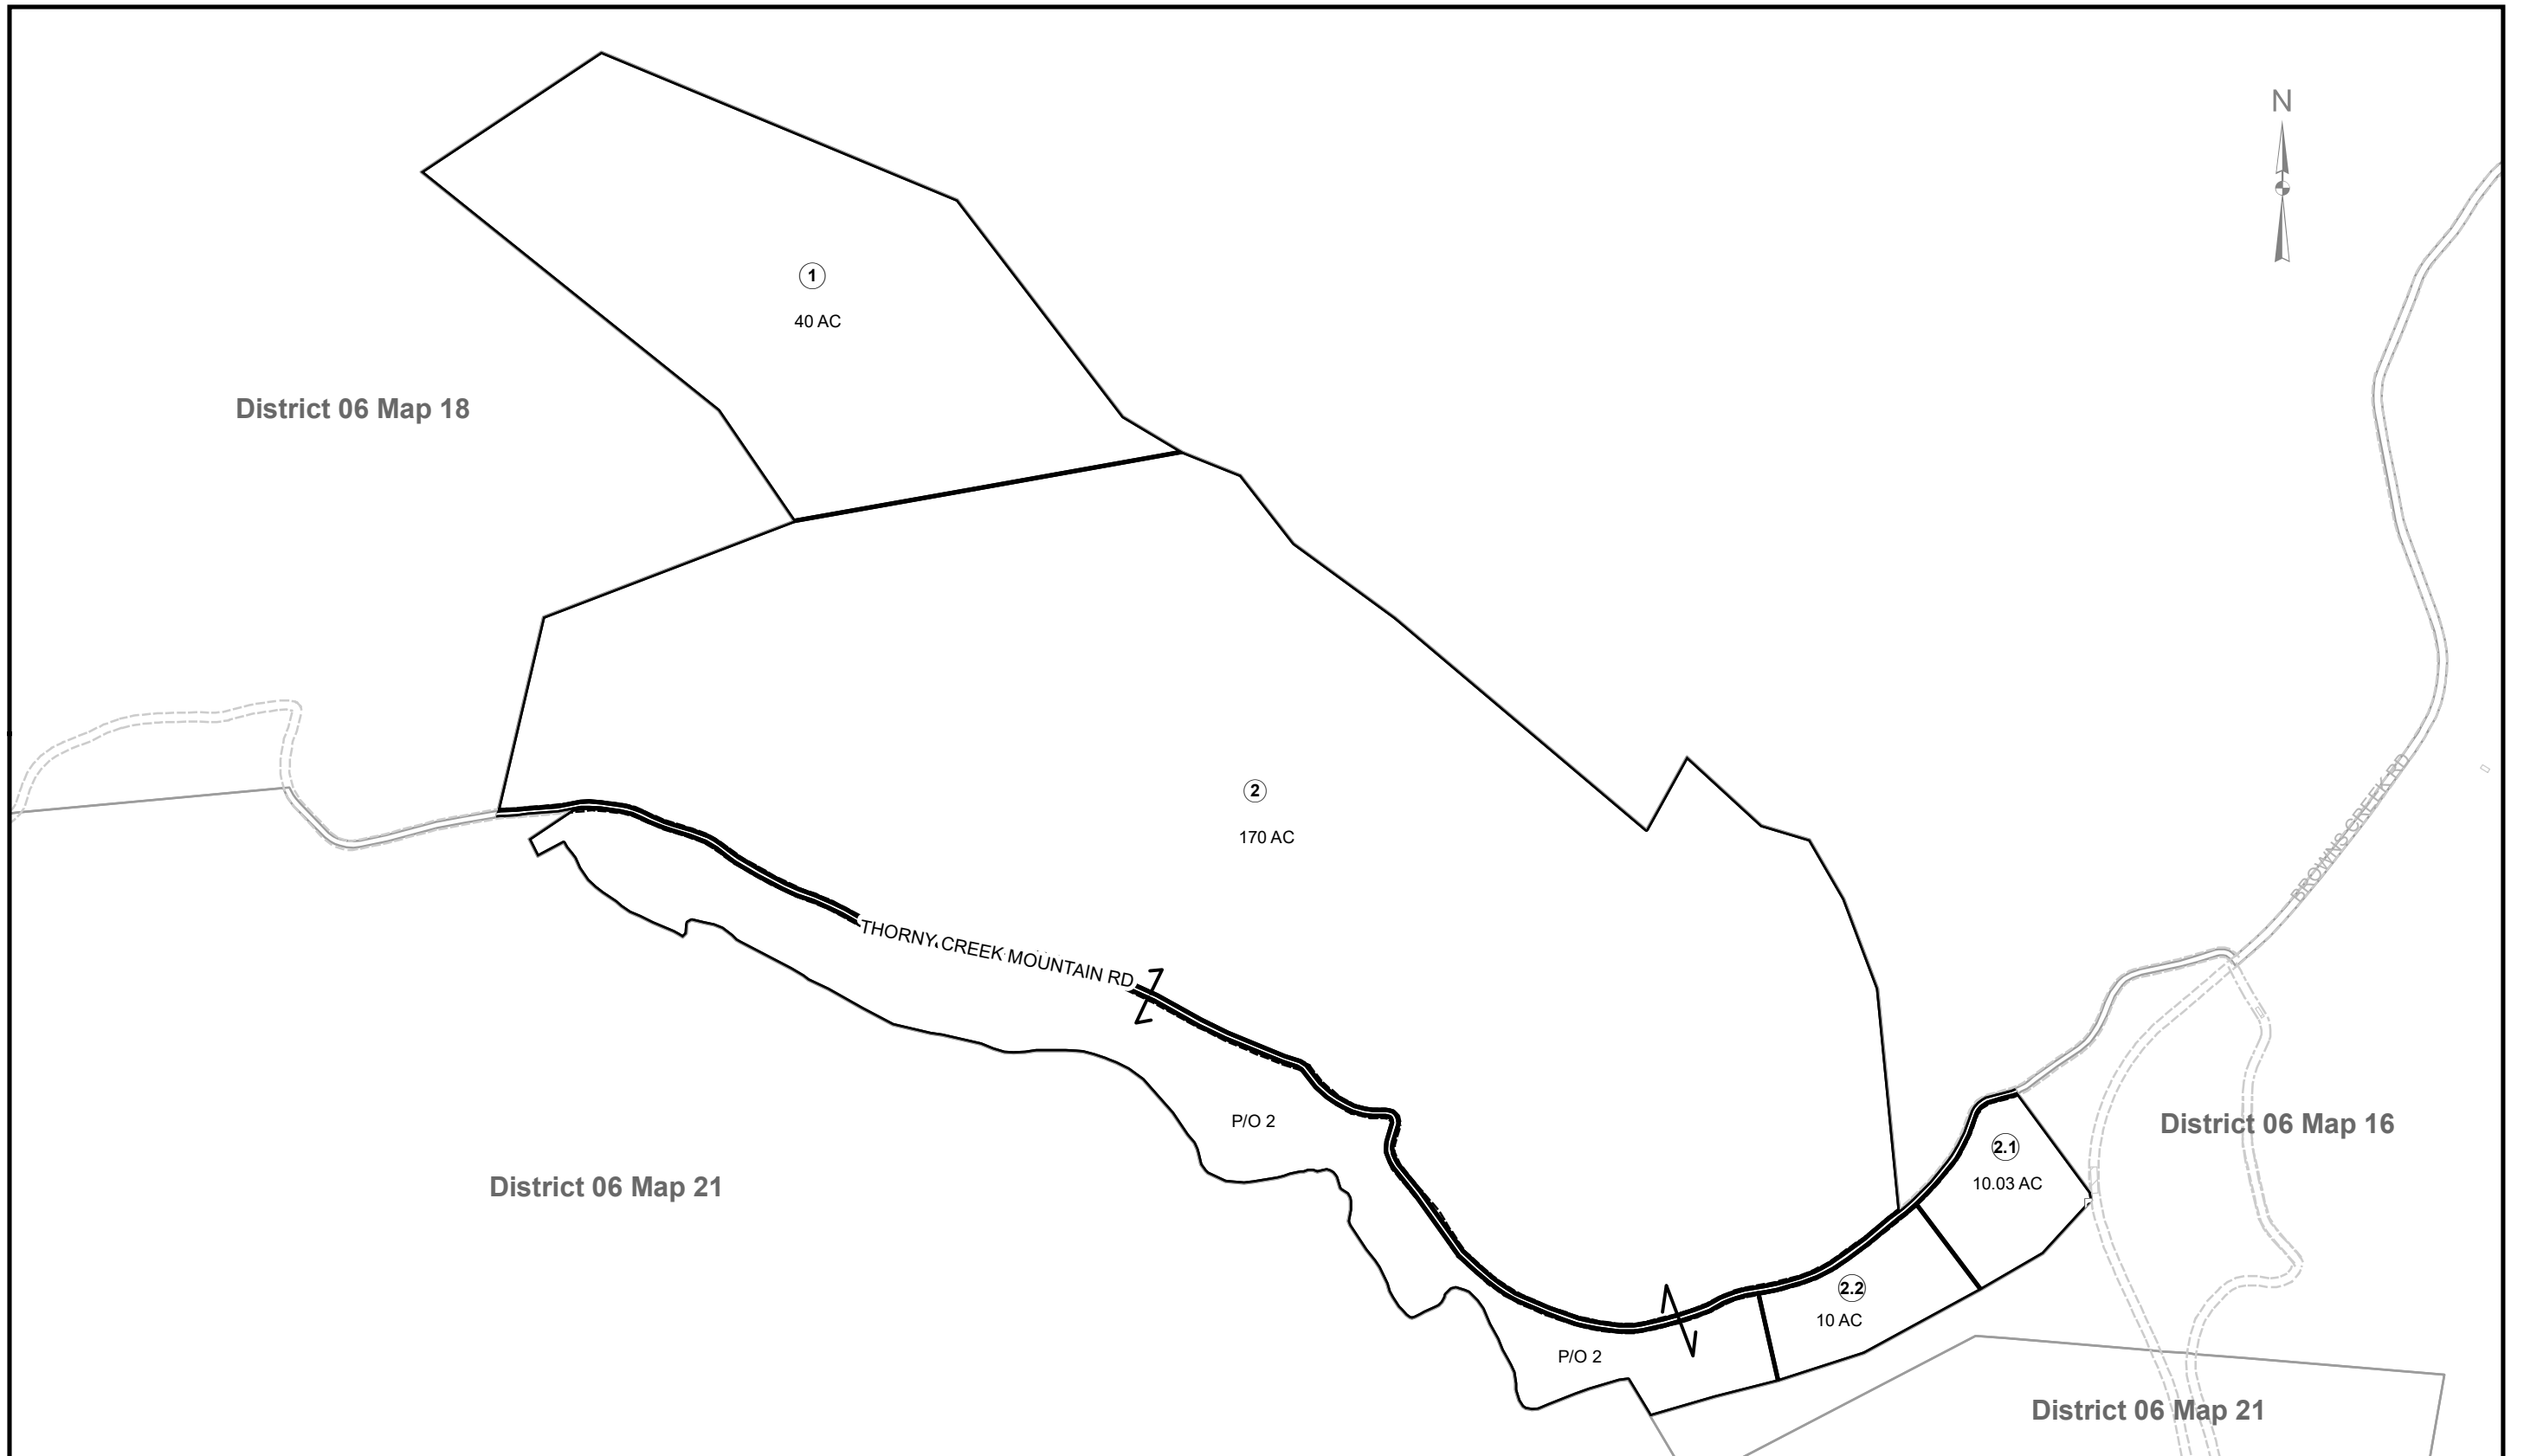 N
1
40 AC
District 06 Map 18
2
170 AC
BROWNS CREEK RD
THORNY CREEK MOUNTAIN RD
P/O 2
District 06 Map 16
2.1
10.03 AC
District 06 Map 21
2.2
10 AC
P/O 2
District 06 Map 21